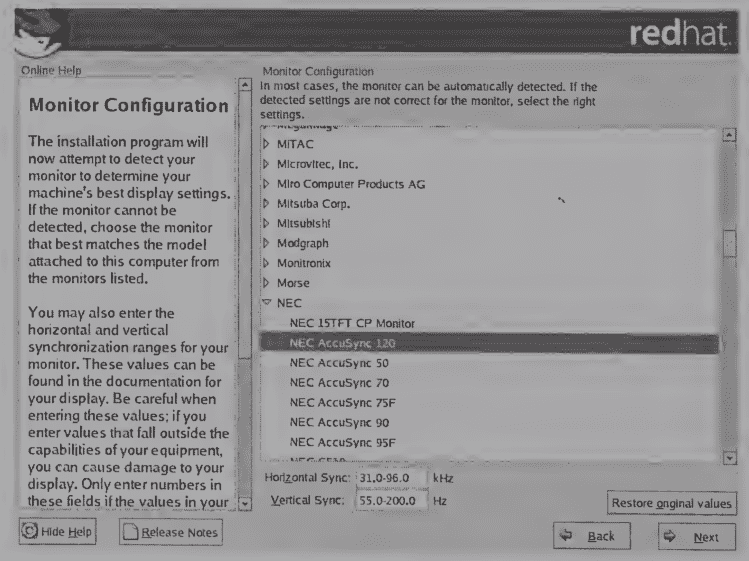 redhat.
Online Help
Monitor Configuration
The installation program will
now attempt to detect your
monitor to determine your
machine's best display settings.
If the monitor cannot be
detected, choose the monitor
that best matches the model
attached to this computer from
the monitors listed.
You may also enter the
horizontal and vertical
synchronization ranges for your
monitor. These values can be
found in the documentation for
your display. Be careful when
entering these values; if you
enter values that fall outside the
capabilities of your equipment,
you can cause damage to your
display. Only enter numbers in
these fields if the values in your
Monitor Configuration
In most cases, the monitor can be automatically detected. If the
detected settings are not correct for the monitor, select the right
settings.
MiTAC
Microvitec, Inc.
Miro Computer Products AG
Mitsuba Corp.
Mitsubishi
Modgraph
Monitronix
Morse
NEC
NEC 15TFT CP Monitor
NEC AccuSync 120
NEC AccuSync 50
NEC AccuSync 70
NEC AccuSync 75F
NEC AccuSync 90
NEC AccuSync 95F
Horizontal Sync: 31.0-96.0 kHz
Vertical Sync: 55.0-200.0 Hz
Restore original values
Hide Help
Release Notes
Back
Next